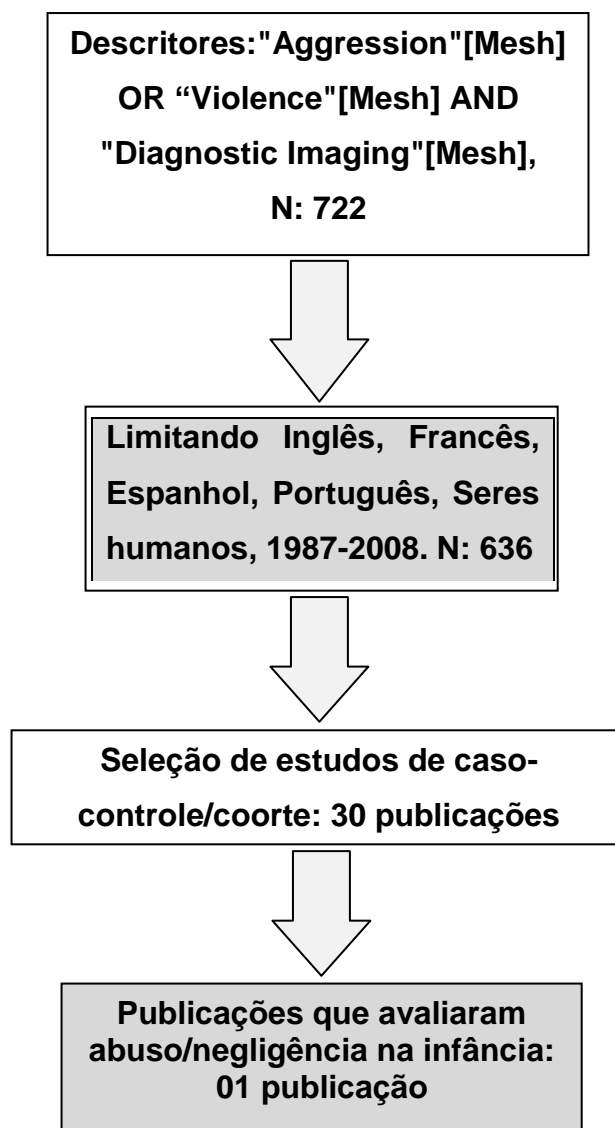 Descritores:"Aggression"[Mesh]
OR “Violence"[Mesh] AND
"Diagnostic Imaging"[Mesh],
N: 722
Limitando Inglês, Francês,
Espanhol, Português, Seres
humanos, 1987-2008. N: 636
Seleção de estudos de caso-
controle/coorte: 30 publicações
Publicações que avaliaram
abuso/negligência na infância:
01 publicação